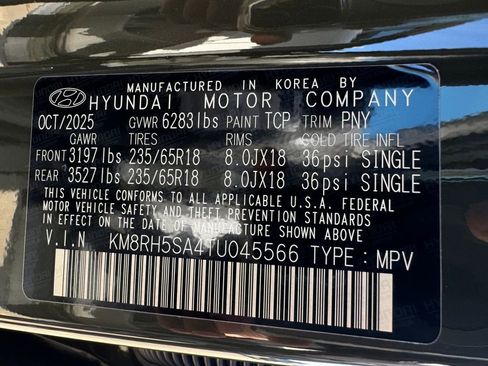 MANUFACTURED IN KOREA BY
HYUNDAI MOTOR COMPANY
OCT/2025 GVWR 6283lbs PAINT TCP TRIM PNY
GAWR TIRES RIMS COLD TIRE INFL
FRONT 3197lbs 235/65R18 8.0JX18 36psi SINGLE
REAR 3527lbs 235/65R18 8.0JX18 36psi SINGLE
THIS VEHICLE CONFORMS TO ALL APPLICABLE U.S.A. FEDERAL
MOTOR VEHICLE SAFETY AND THEFT PREVENTION STANDARDS
IN EFFECT ON THE DATE OF MANUFACTURE SHOWN ABOVE.
V.I.N KM8RH5SA4TU045566 TYPE : MPV